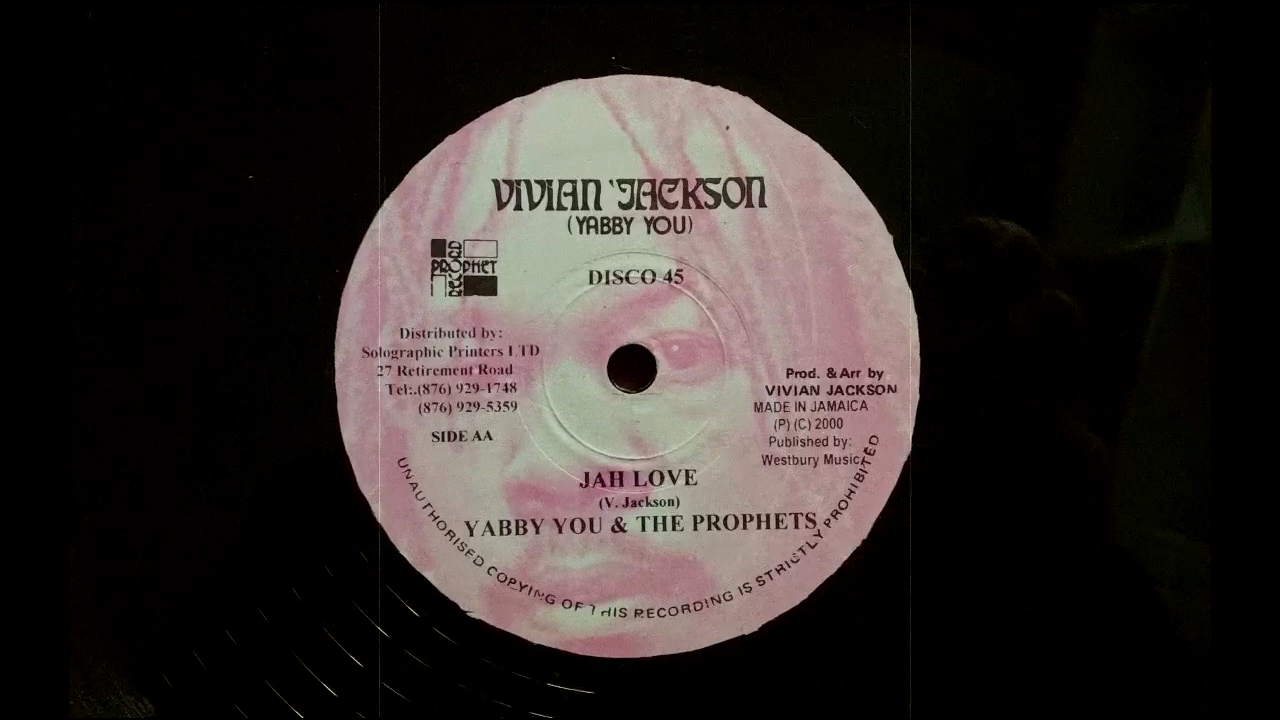 VIVIAN JACKSON
(YABBY YOU)
PROPHET
RECORD
DISCO 45
Distributed by:
Solographic Printers LTD
27 Retirement Road
Tel:.(876) 929-1748
(876) 929-5359
SIDE AA
Prod. & Arr by
VIVIAN JACKSON
MADE IN JAMAICA
(P) (C) 2000
Published by:
Westbury Music
JAH LOVE
(V. Jackson)
YABBY YOU & THE PROPHETS
UNAUTHORISED COPYING OF THIS RECORDING IS STRICTLY PROHIBITED